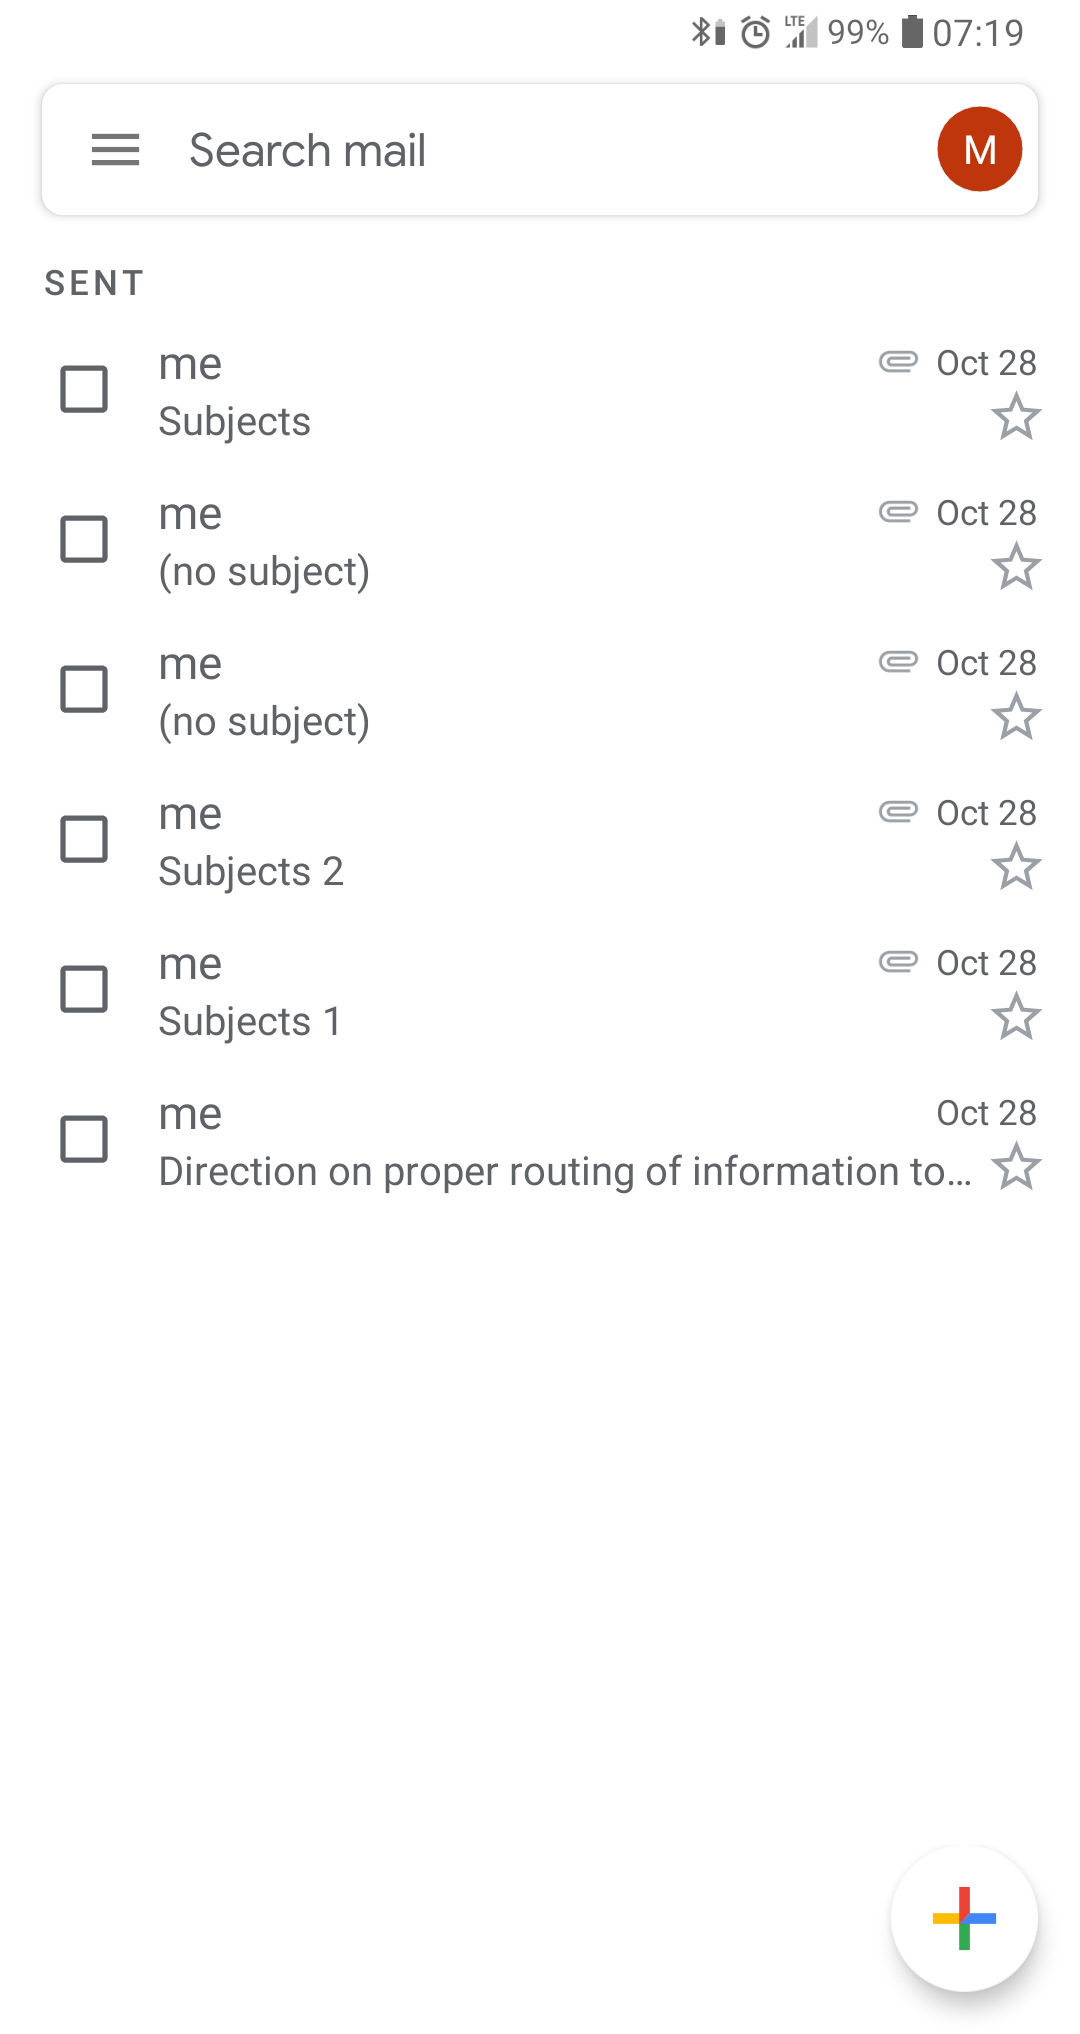 LTE 99% 07:19
Search mail M
SENT
me Oct 28
Subjects
me Oct 28
(no subject)
me Oct 28
(no subject)
me Oct 28
Subjects 2
me Oct 28
Subjects 1
me Oct 28
Direction on proper routing of information to...